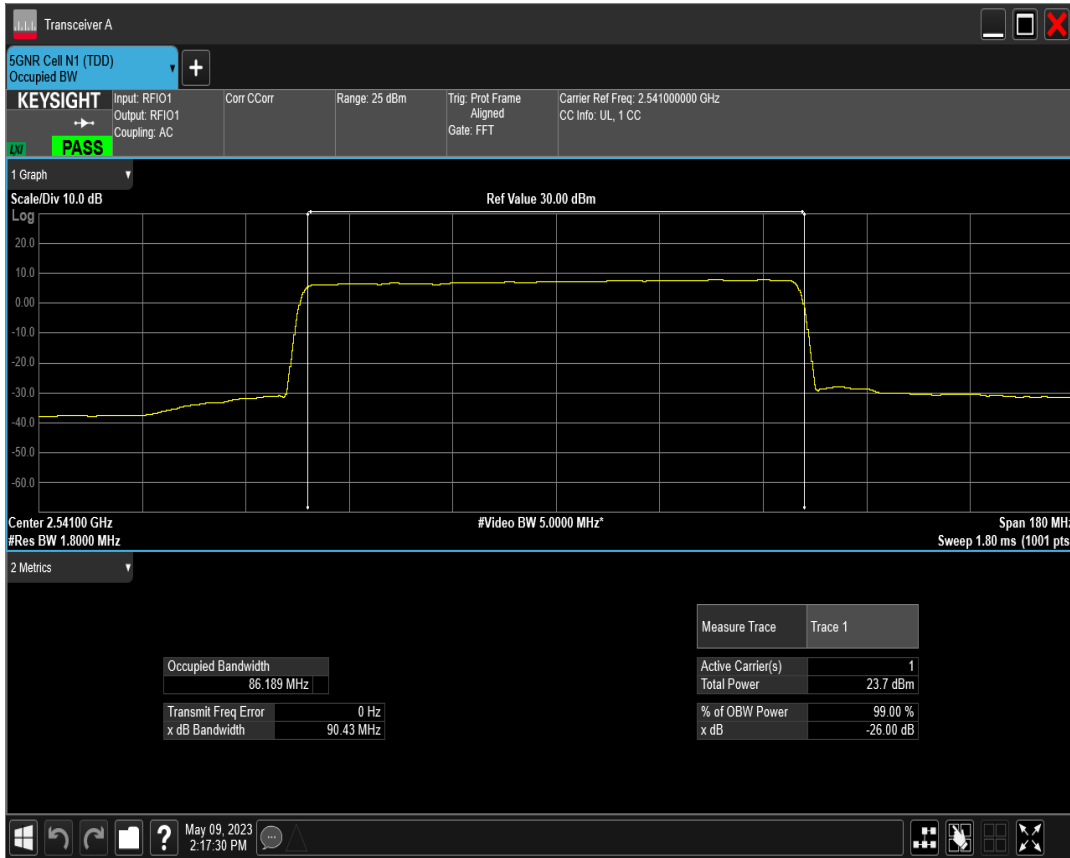 Transceiver A
5GNR Cell N1 (TDD)
Occupied BW
KEYSIGHT
LXI
PASS
Input: RFIO1
Output: RFIO1
Coupling: AC
Corr CCorr
Range: 25 dBm
Trig: Prot Frame
Aligned
Gate: FFT
Carrier Ref Freq: 2.541000000 GHz
CC Info: UL, 1 CC
1 Graph
Scale/Div 10.0 dB
Ref Value 30.00 dBm
Log
20.0
10.0
0.00
-10.0
-20.0
-30.0
-40.0
-50.0
-60.0
Center 2.54100 GHz
#Video BW 5.0000 MHz*
Span 180 MHz
#Res BW 1.8000 MHz
Sweep 1.80 ms (1001 pts
2 Metrics
Measure Trace Trace 1
Occupied Bandwidth
86.189 MHz
Active Carrier(s) 1
Total Power 23.7 dBm
Transmit Freq Error 0 Hz
x dB Bandwidth 90.43 MHz
% of OBW Power 99.00 %
x dB -26.00 dB
?
May 09, 2023
2:17:30 PM